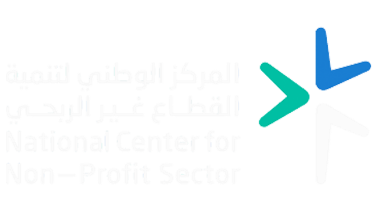 المركز الوطني لتنمية
القطاع غير الربحي
National Center for
Non-Profit Sector